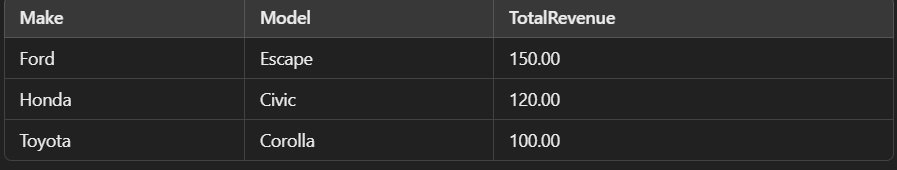 Make Model TotalRevenue
Ford Escape 150.00
Honda Civic 120.00
Toyota Corolla 100.00